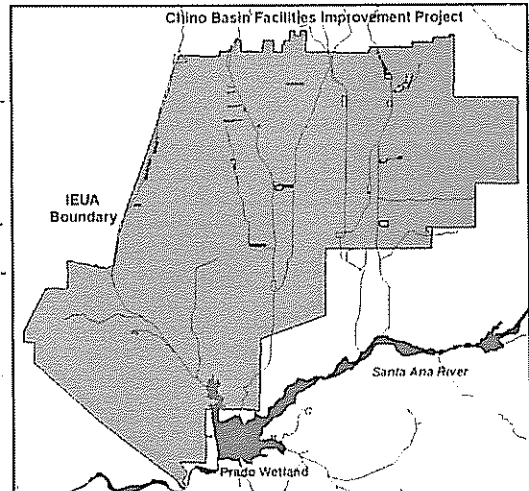 Chino Basin Facilities Improvement Project
IEUA
Boundary
Santa Ana River
Prado Wetland